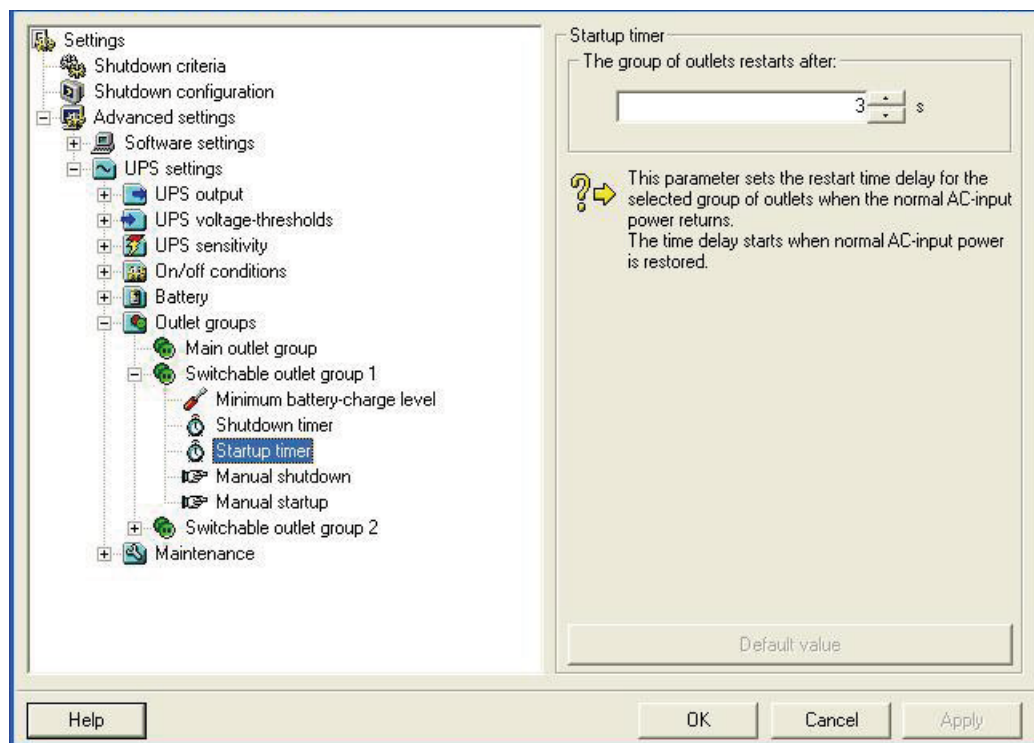 Settings
Shutdown criteria
Shutdown configuration
Advanced settings
Software settings
UPS settings
UPS output
UPS voltage-thresholds
UPS sensitivity
On/off conditions
Battery
Outlet groups
Main outlet group
Switchable outlet group 1
Minimum battery-charge level
Shutdown timer
Startup timer
Manual shutdown
Manual startup
Switchable outlet group 2
Maintenance
Startup timer
The group of outlets restarts after:
3 s
This parameter sets the restart time delay for the
selected group of outlets when the normal AC-input
power returns.
The time delay starts when normal AC-input power
is restored.
Default value
Help
OK
Cancel
Apply